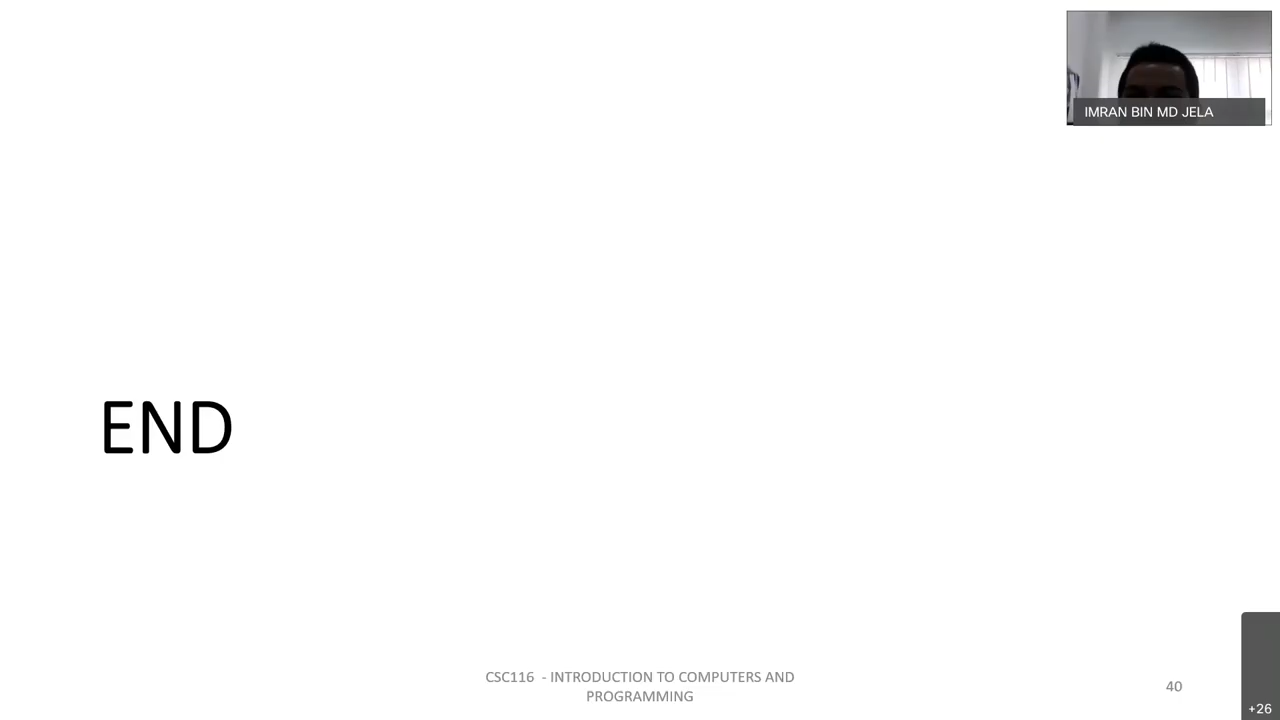 IMRAN BIN MD JELA
END
CSC116 - INTRODUCTION TO COMPUTERS AND
PROGRAMMING
40
+26